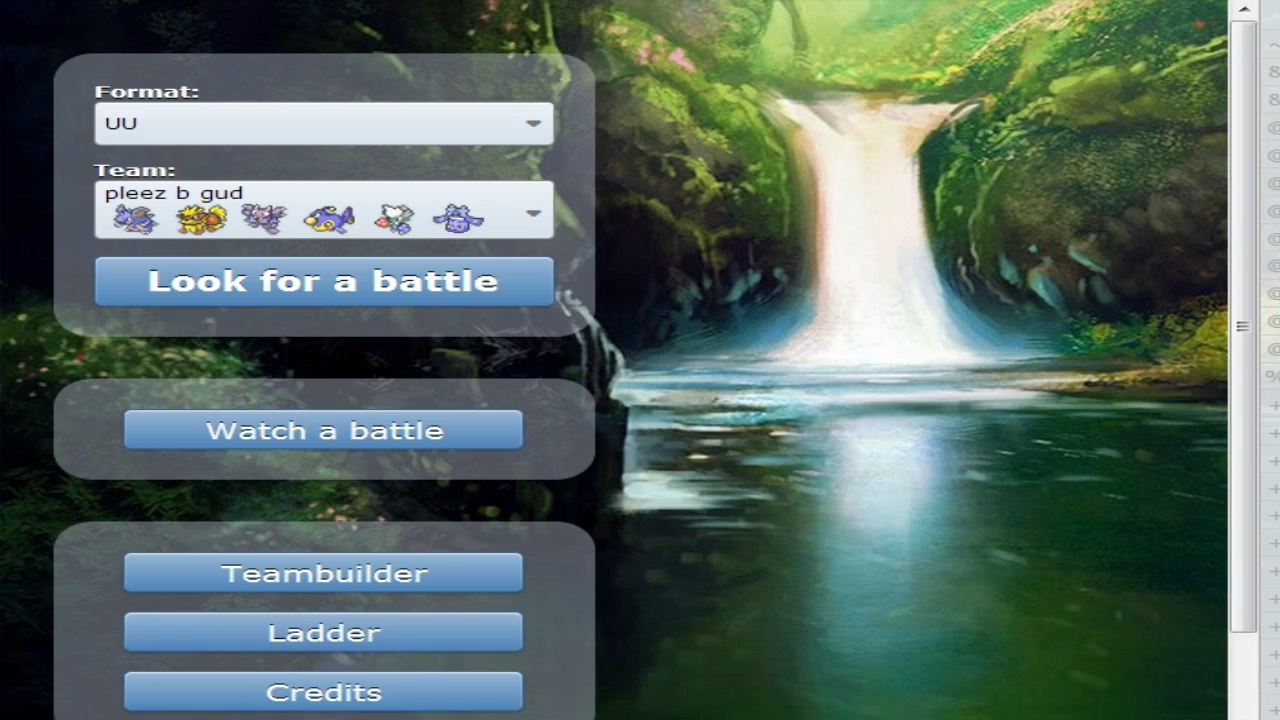 Format:
UU
Team:
pleez b gud
Look for a battle
Watch a battle
Teambuilder
Ladder
Credits